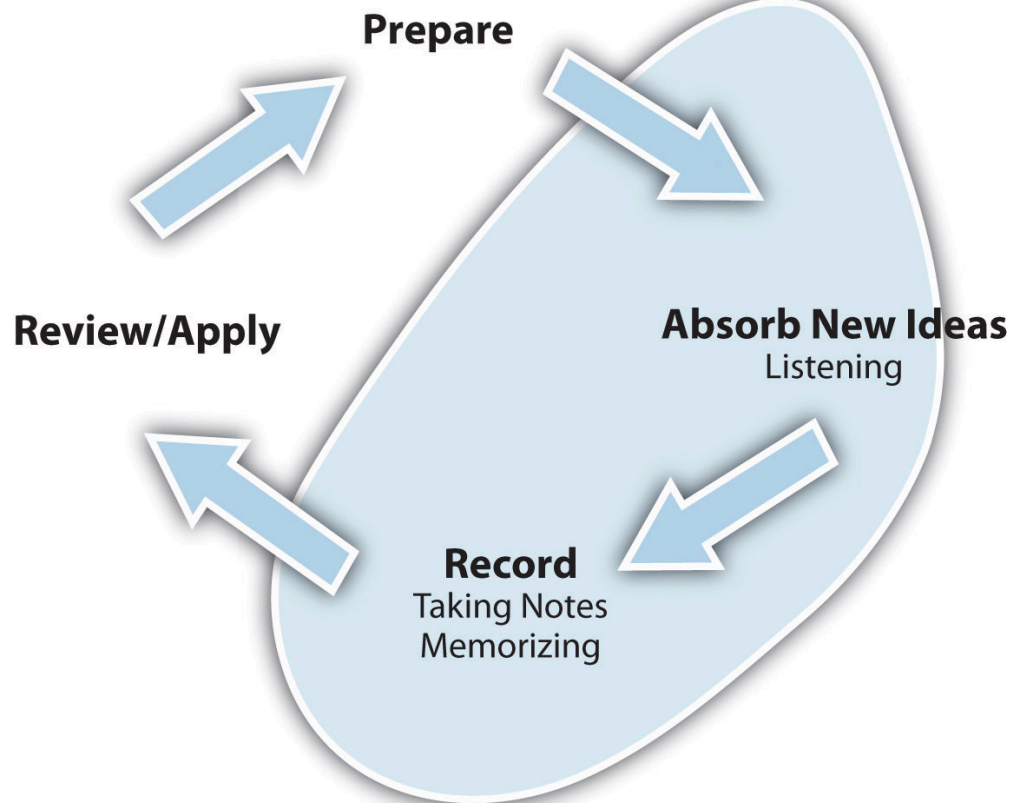 Prepare
Review/Apply
Absorb New Ideas
Listening
Record
Taking Notes
Memorizing